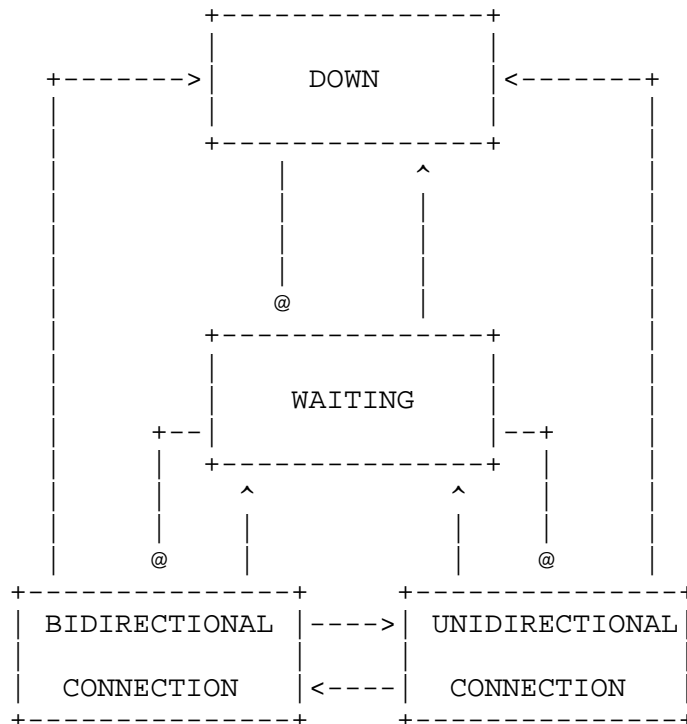 DOWN
WAITING
BIDIRECTIONAL
UNIDIRECTIONAL
CONNECTION
CONNECTION